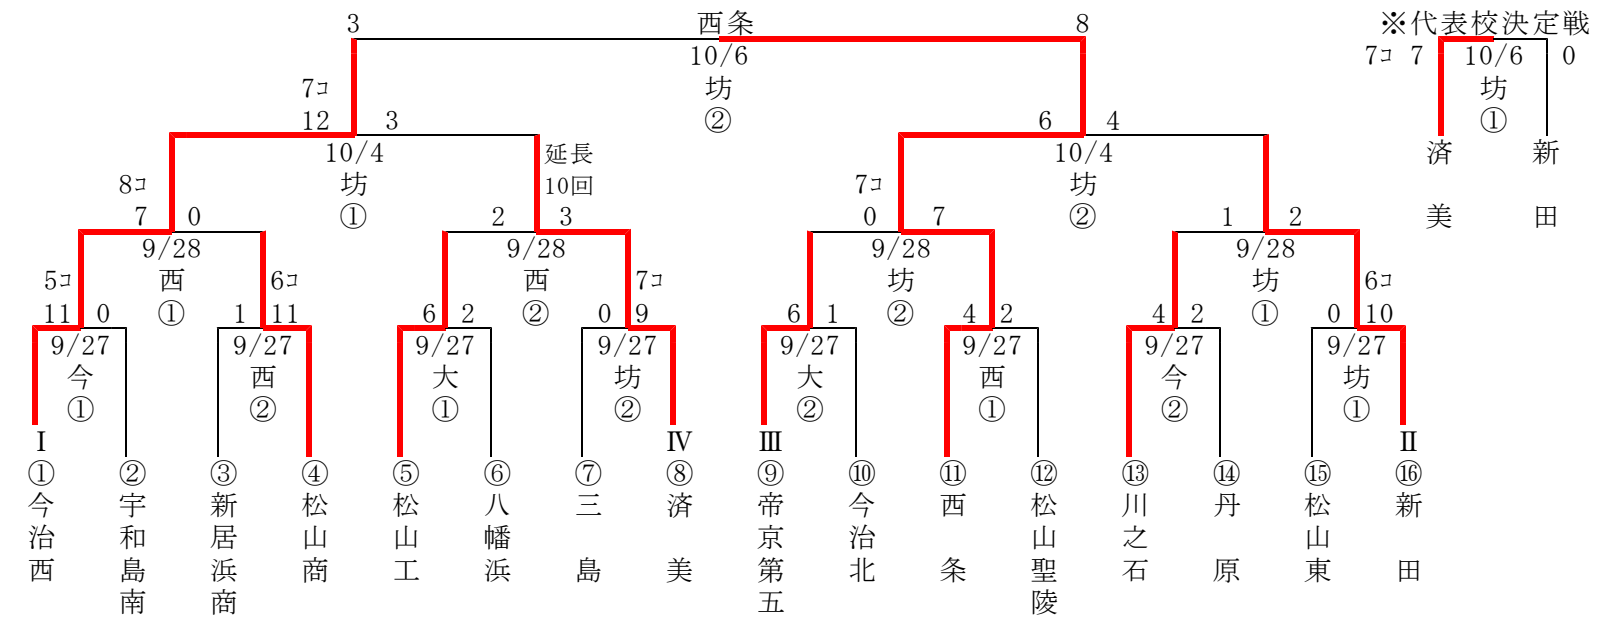 3 西条 8 ※代表校決定戦
10/6 7コ 7 10/6 0
7コ 坊 坊
12 3 ② 6 4 ①
10/4 延長 10/4 済 新
8コ 坊 10回 7コ 坊
7 0 ① 2 3 0 7 ② 1 2 美 田
9/28 9/28 9/28 9/28
5コ 西 6コ 西 7コ 坊 坊 6コ
11 0 ① 1 11 6 2 ② 0 9 6 1 ② 4 2 4 2 ① 0 10
9/27 9/27 9/27 9/27 9/27 9/27 9/27 9/27
今 西 大 坊 大 西 今 坊
① ② ① ② ② ① ② ①
Ⅰ Ⅳ Ⅲ Ⅱ
① ② ③ ④ ⑤ ⑥ ⑦ ⑧ ⑨ ⑩ ⑪ ⑫ ⑬ ⑭ ⑮ ⑯
今治西
宇和島南
新居浜商
松山商
松山工
八幡浜
三島
済美
帝京第五
今治北
西条
松山聖陵
川之石
丹原
松山東
新田